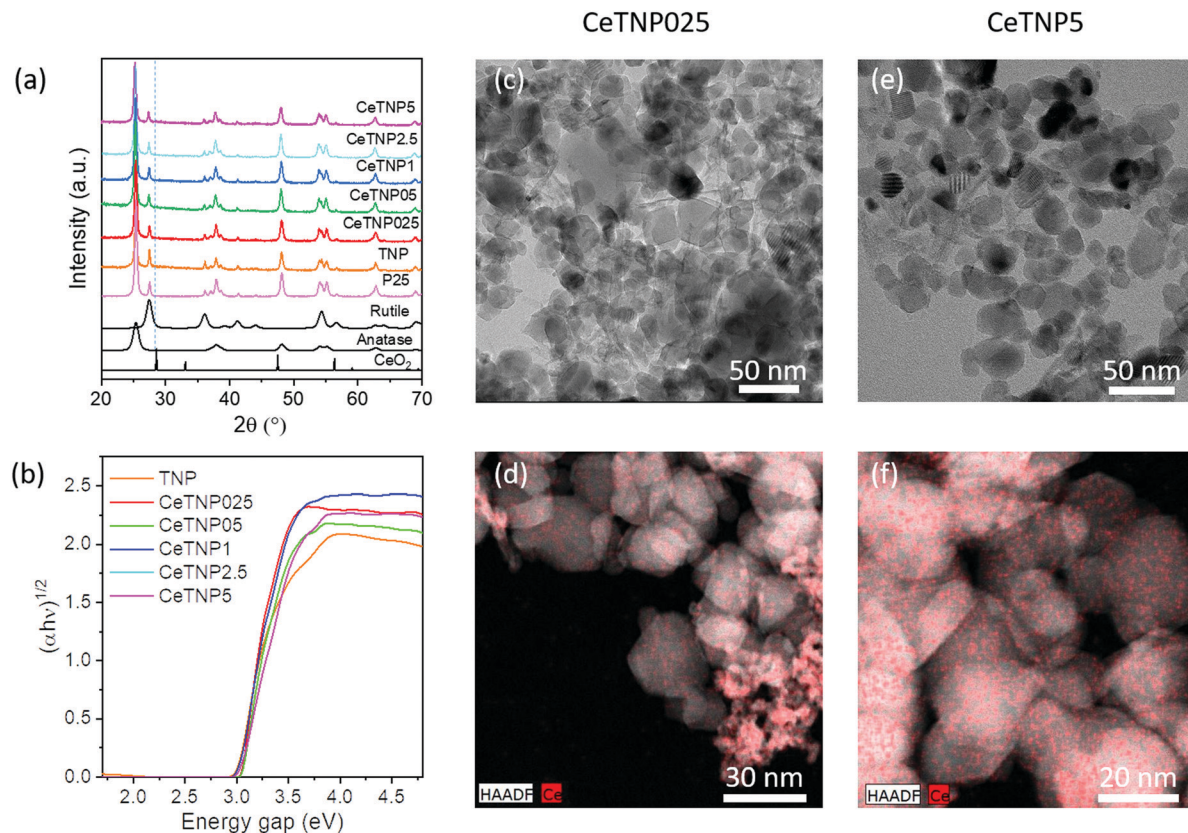 CeTNP025
CeTNP5
(a)
Intensity (a.u.)
CeTNP5
CeTNP2.5
CeTNP1
CeTNP05
CeTNP025
TNP
P25
Rutile
Anatase
CeO₂
20 30 40 50 60 70
2θ (°)
(c)
50 nm
(e)
50 nm
(b)
(αhν)^1/2
TNP
CeTNP025
CeTNP05
CeTNP1
CeTNP2.5
CeTNP5
2.5
2.0
1.5
1.0
0.5
0.0
2.0 2.5 3.0 3.5 4.0 4.5
Energy gap (eV)
(d)
HAADF Ce
30 nm
(f)
HAADF Ce
20 nm